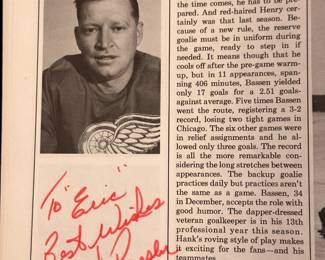 the time comes, he has to be pre-
pared. And red-haired Henry cer-
tainly was that last season. Be-
cause of a new rule, the reserve
goalie must be in uniform during
the game, ready to step in if
needed. It means though that he
cools off after the pre-game warm-
up, but in 11 appearances, span-
ning 406 minutes, Bassen yielded
only 17 goals for a 2.51 goals-
against average. Five times Bassen
went the route, registering a 3-2
record, losing two tight games in
Chicago. The six other games were
in relief assignments and he al-
lowed only three goals. The record
is all the more remarkable con-
sidering the long stretches between
appearances. The backup goalie
practices daily but practices aren't
the same as a game. Bassen, 34
in December, accepts the role with
good humor. The dapper-dressed
veteran goalkeeper is in his 13th
professional year this season.
Hank's roving style of play makes
it exciting for the fans—and his
teammates
To "Eric"
Best Wishes